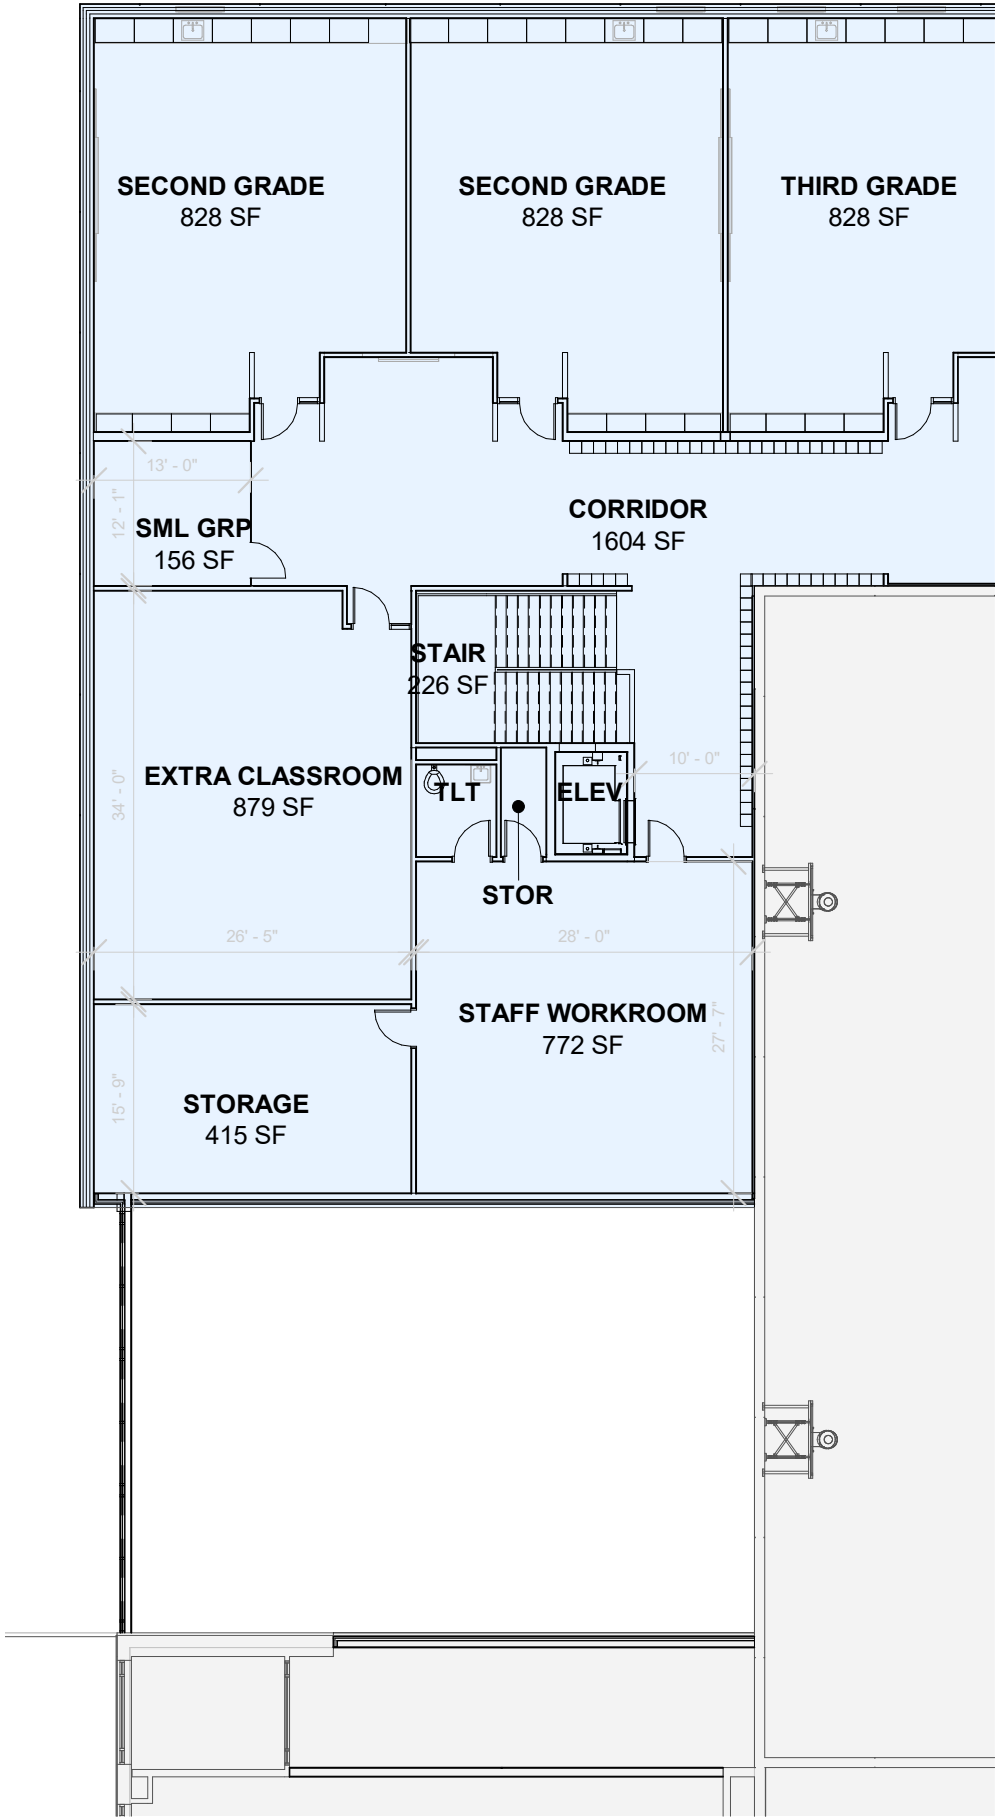 SECOND GRADE
828 SF
SECOND GRADE
828 SF
THIRD GRADE
828 SF
13' - 0"
12' - 1"
SML GRP
156 SF
CORRIDOR
1604 SF
STAIR
226 SF
EXTRA CLASSROOM
879 SF
34' - 0"
TLT
ELEV
10' - 0"
STOR
26' - 5"
28' - 0"
STAFF WORKROOM
772 SF
27' - 7"
STORAGE
415 SF
15' - 9"